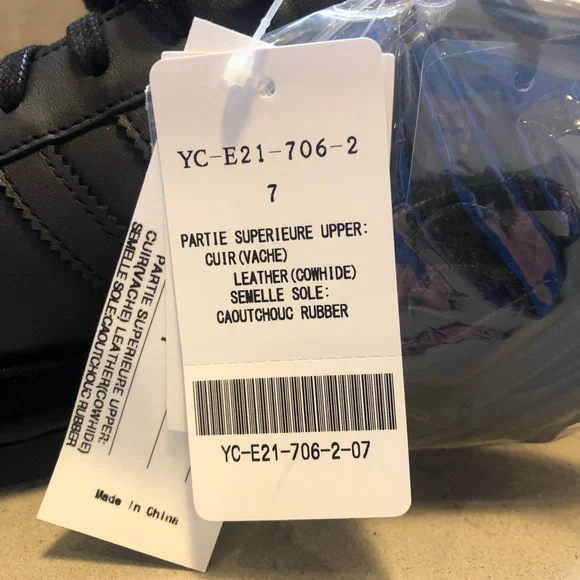 YC-E21-706-2
7
PARTIE SUPERIEURE UPPER:
CUIR(VACHE)
LEATHER(COWHIDE)
SEMELLE SOLE:
CAOUTCHOUC RUBBER
YC-E21-706-2-07
PARTIE SUPERIEURE UPPER:
CUIR(VACHE) LEATHER(COWHIDE)
SEMELLE SOLE:CAOUTCHOUC RUBBER
Made in China